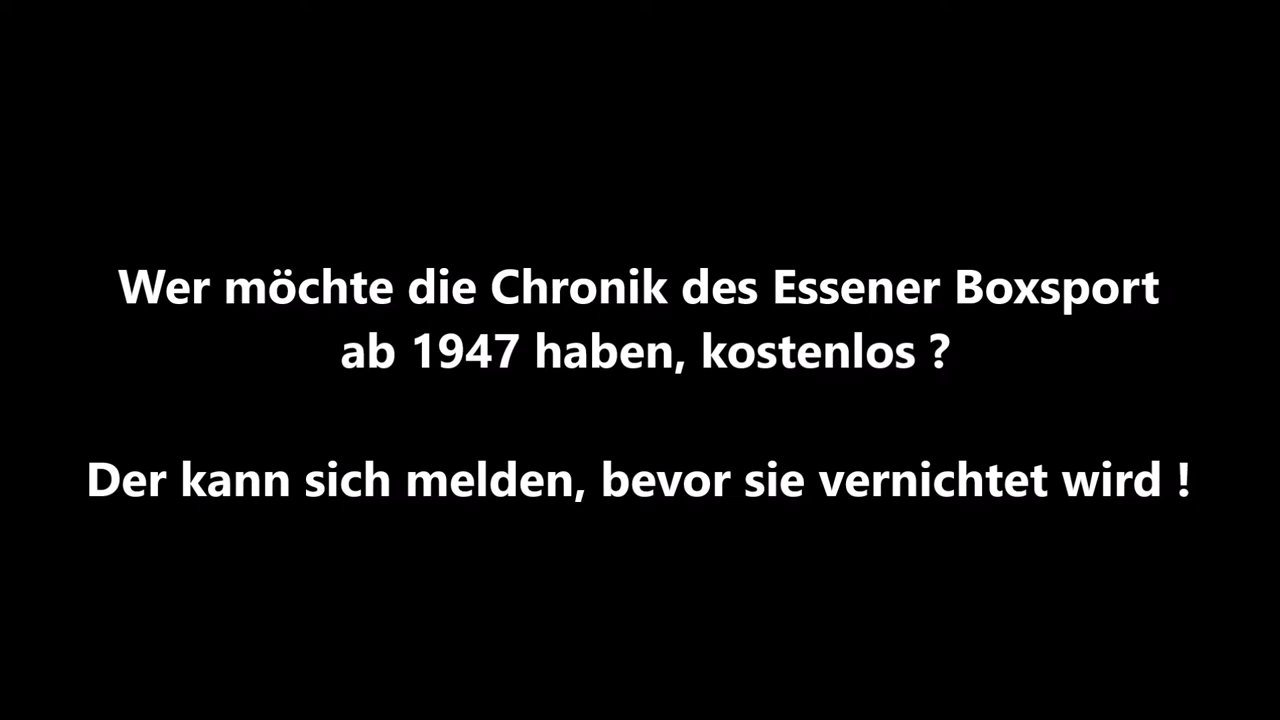 Wer möchte die Chronik des Essener Boxsport
ab 1947 haben, kostenlos ?
Der kann sich melden, bevor sie vernichtet wird !